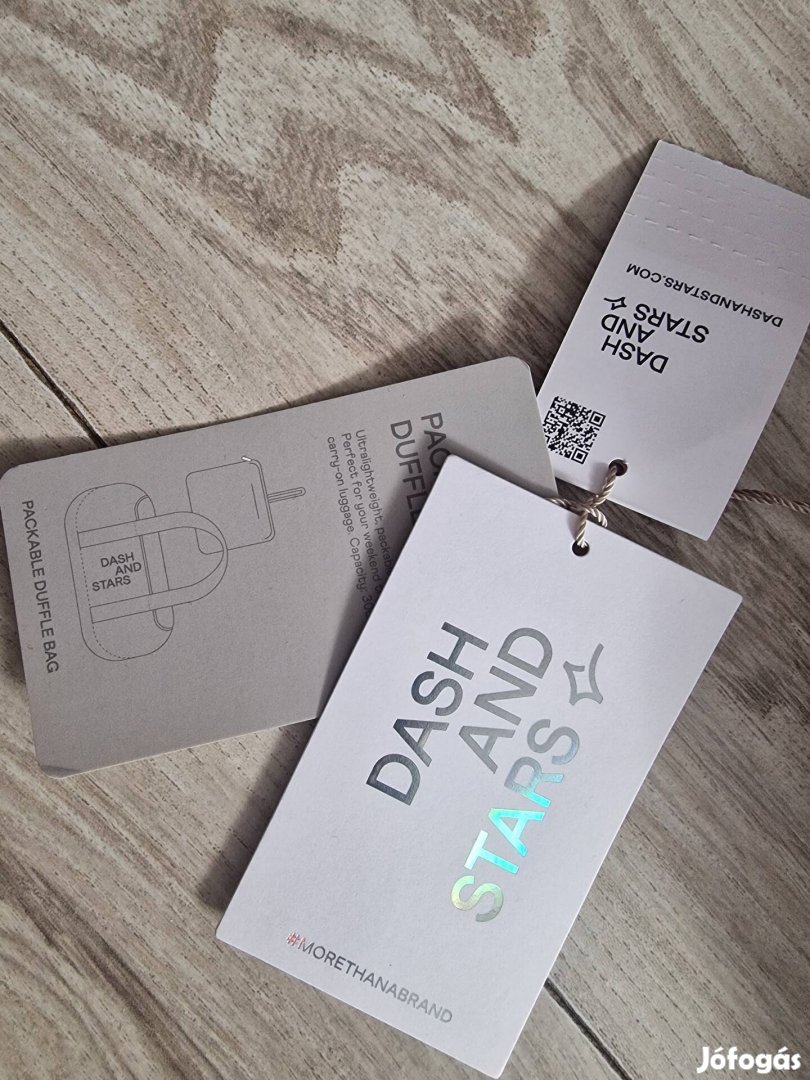 DASHANDSTARS.COM
DASH
AND
STARS
PACKABLE DUFFLE BAG
DASH
AND
STARS
DUFFLE
Ultralightweight,
Perfect for your weekend
carry-on luggage. Capacity:
DASH
AND
STARS
#MORETHANABRAND
Jófogás